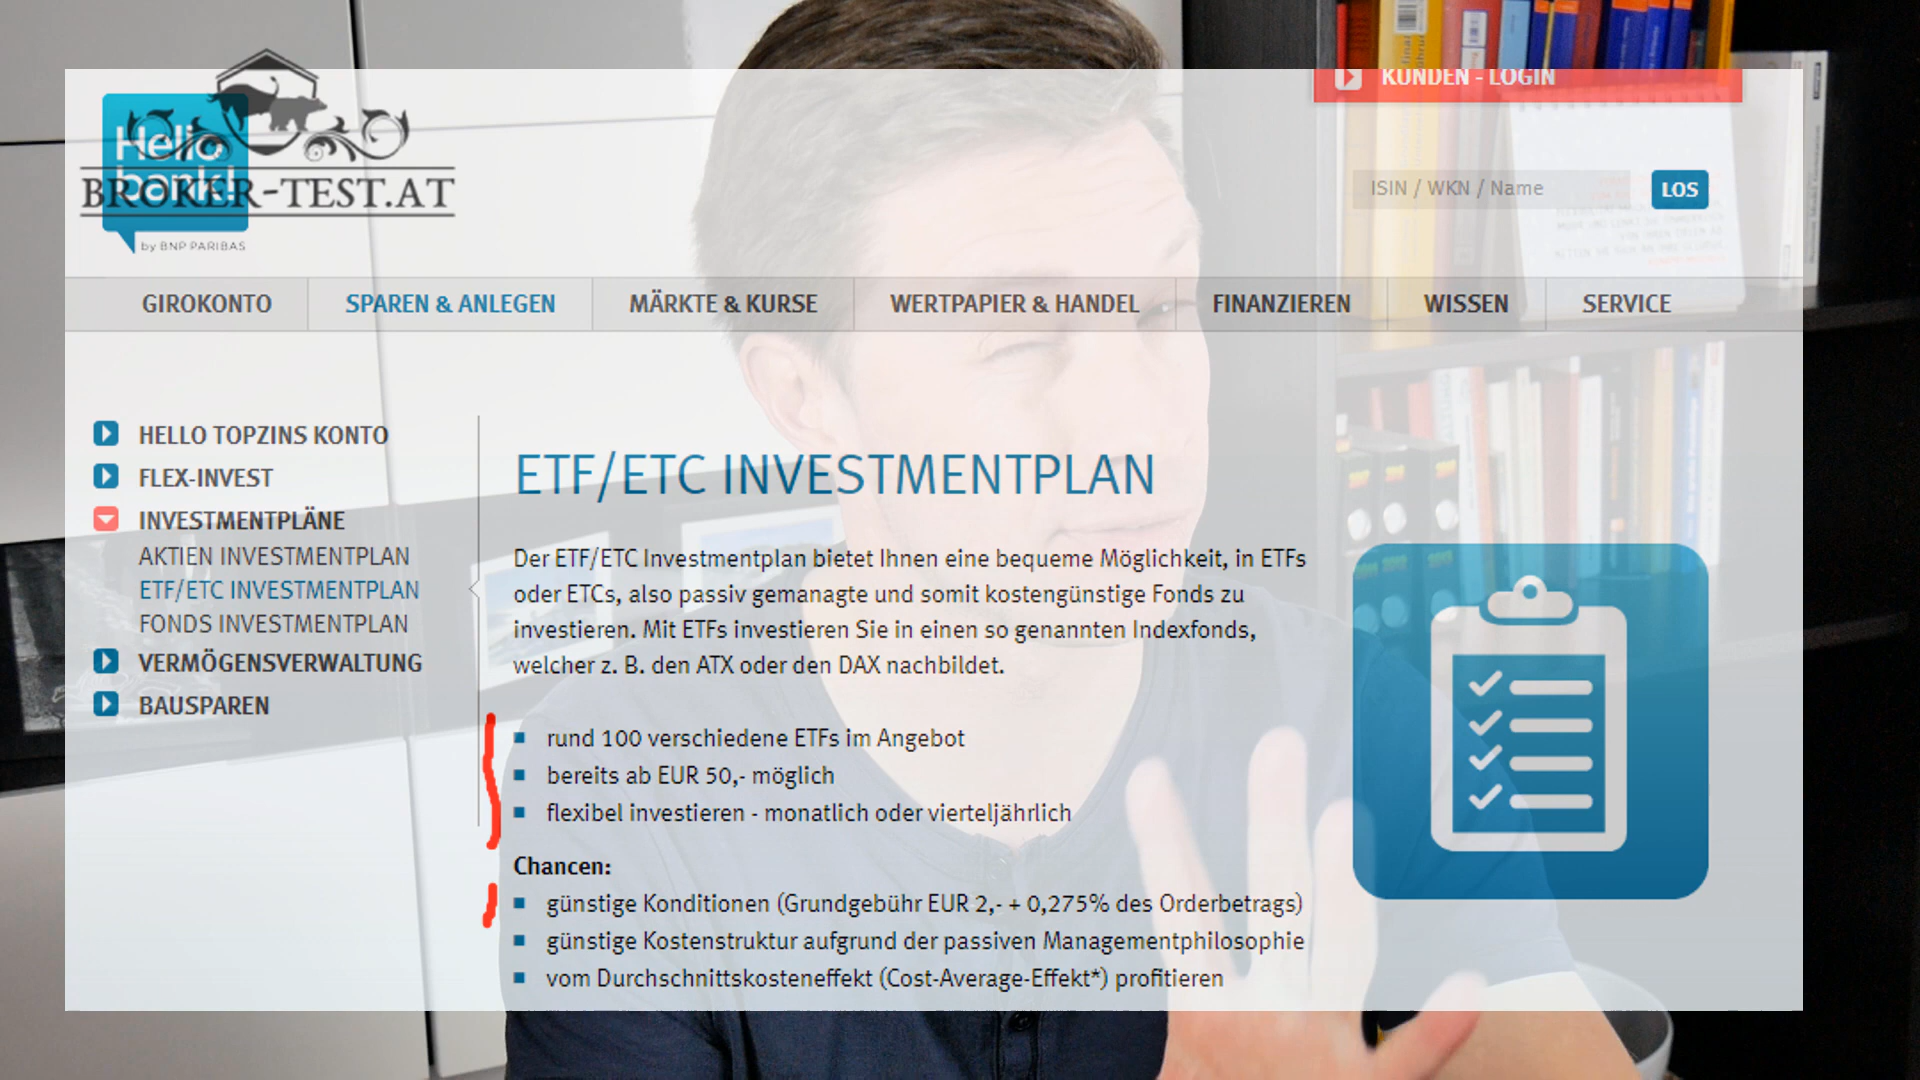 KUNDEN - LOGIN
Hello
bank!
BROKER-TEST.AT
by BNP PARIBAS
ISIN / WKN / Name
LOS
GIROKONTO
SPAREN & ANLEGEN
MÄRKTE & KURSE
WERTPAPIER & HANDEL
FINANZIEREN
WISSEN
SERVICE
HELLO TOPZINS KONTO
FLEX-INVEST
INVESTMENTPLÄNE
AKTIEN INVESTMENTPLAN
ETF/ETC INVESTMENTPLAN
FONDS INVESTMENTPLAN
VERMÖGENSVERWALTUNG
BAUSPAREN
ETF/ETC INVESTMENTPLAN
Der ETF/ETC Investmentplan bietet Ihnen eine bequeme Möglichkeit, in ETFs
oder ETCs, also passiv gemanagte und somit kostengünstige Fonds zu
investieren. Mit ETFs investieren Sie in einen so genannten Indexfonds,
welcher z. B. den ATX oder den DAX nachbildet.
rund 100 verschiedene ETFs im Angebot
bereits ab EUR 50,- möglich
flexibel investieren - monatlich oder vierteljährlich
Chancen:
günstige Konditionen (Grundgebühr EUR 2,- + 0,275% des Orderbetrags)
günstige Kostenstruktur aufgrund der passiven Managementphilosophie
vom Durchschnittskosteneffekt (Cost-Average-Effekt*) profitieren